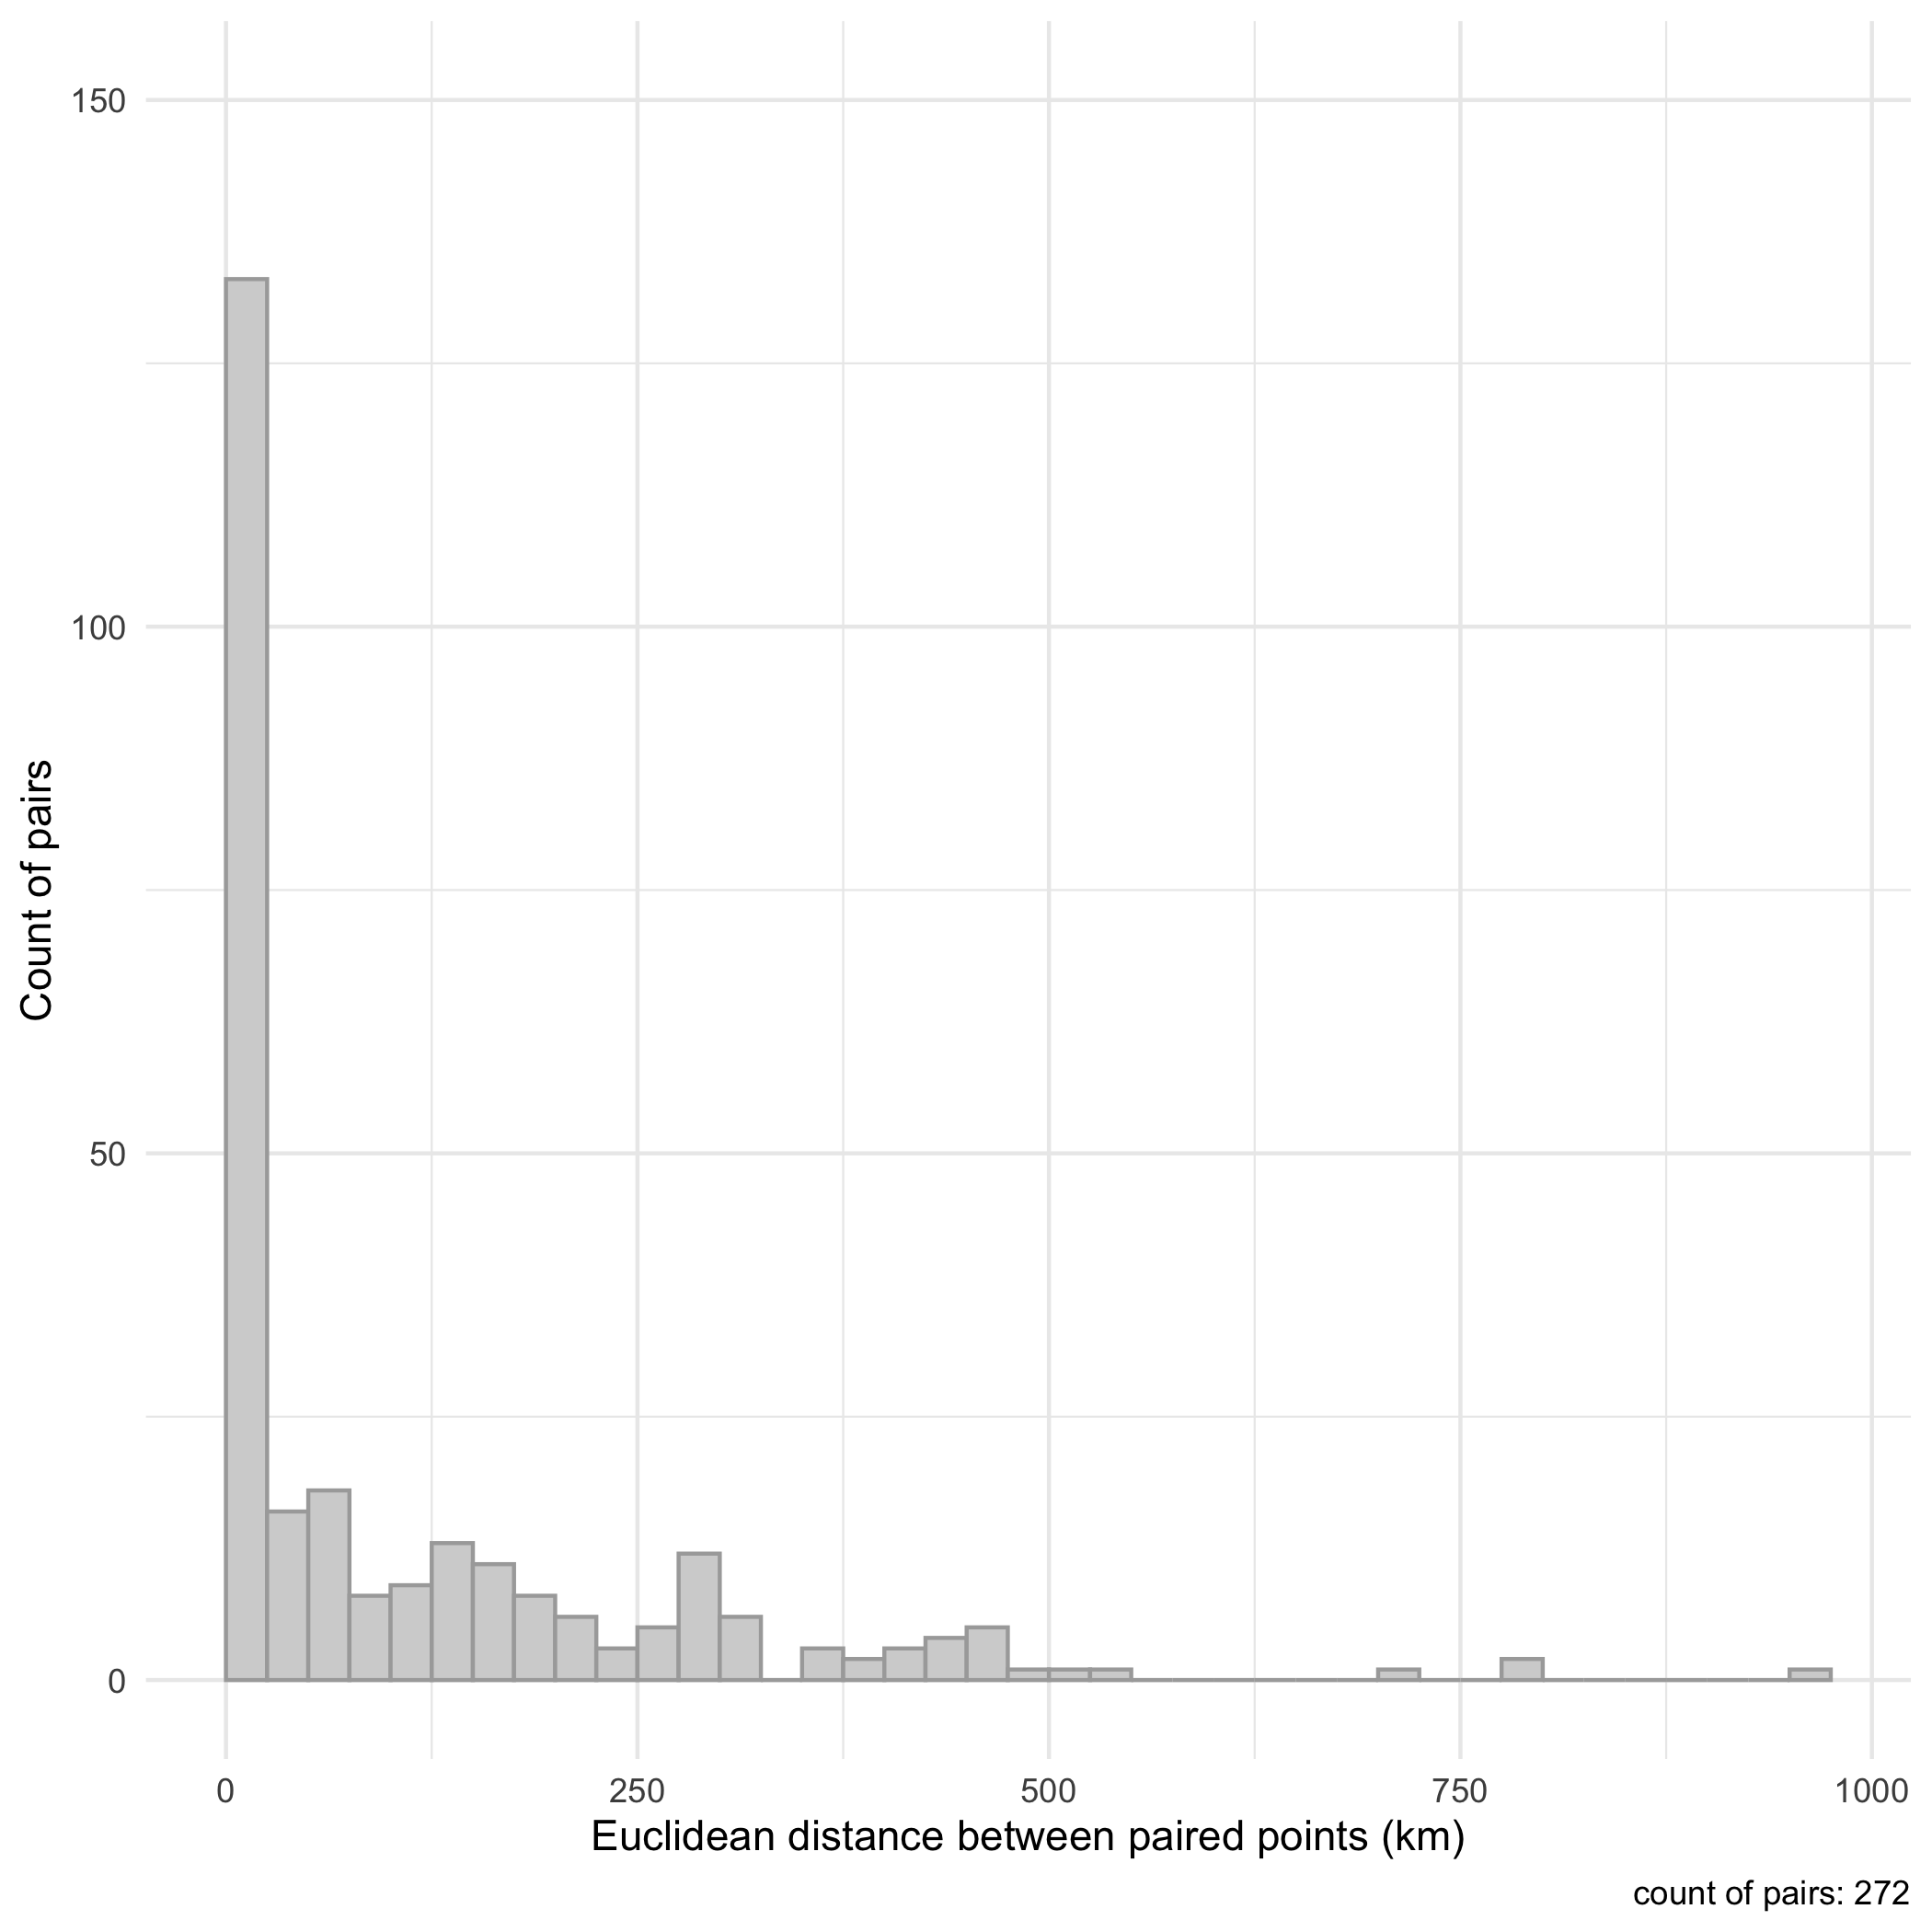 150
100
50
0
Count of pairs
0 250 500 750 1000
Euclidean distance between paired points (km)
count of pairs: 272